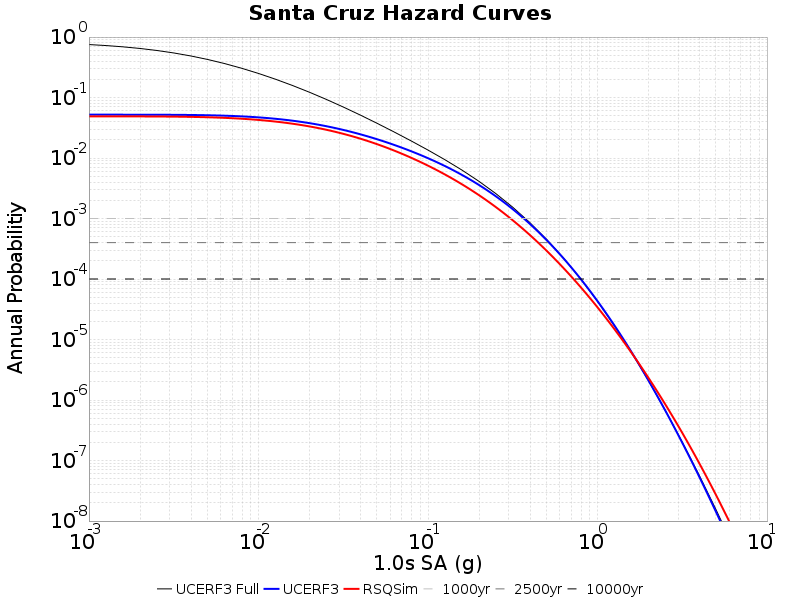 Santa Cruz Hazard Curves
Annual Probabilitiy
10^0
10^-1
10^-2
10^-3
10^-4
10^-5
10^-6
10^-7
10^-8
10^-3 10^-2 10^-1 10^0 10^1
1.0s SA (g)
UCERF3 Full UCERF3 RSQSim 1000yr 2500yr 10000yr